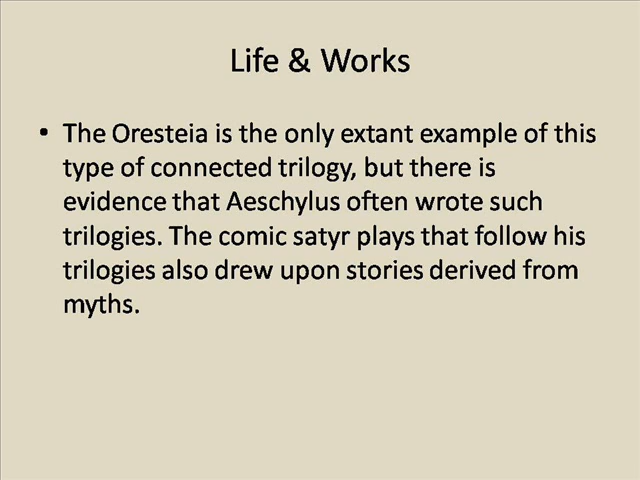 Life & Works
• The Oresteia is the only extant example of this
type of connected trilogy, but there is
evidence that Aeschylus often wrote such
trilogies. The comic satyr plays that follow his
trilogies also drew upon stories derived from
myths.